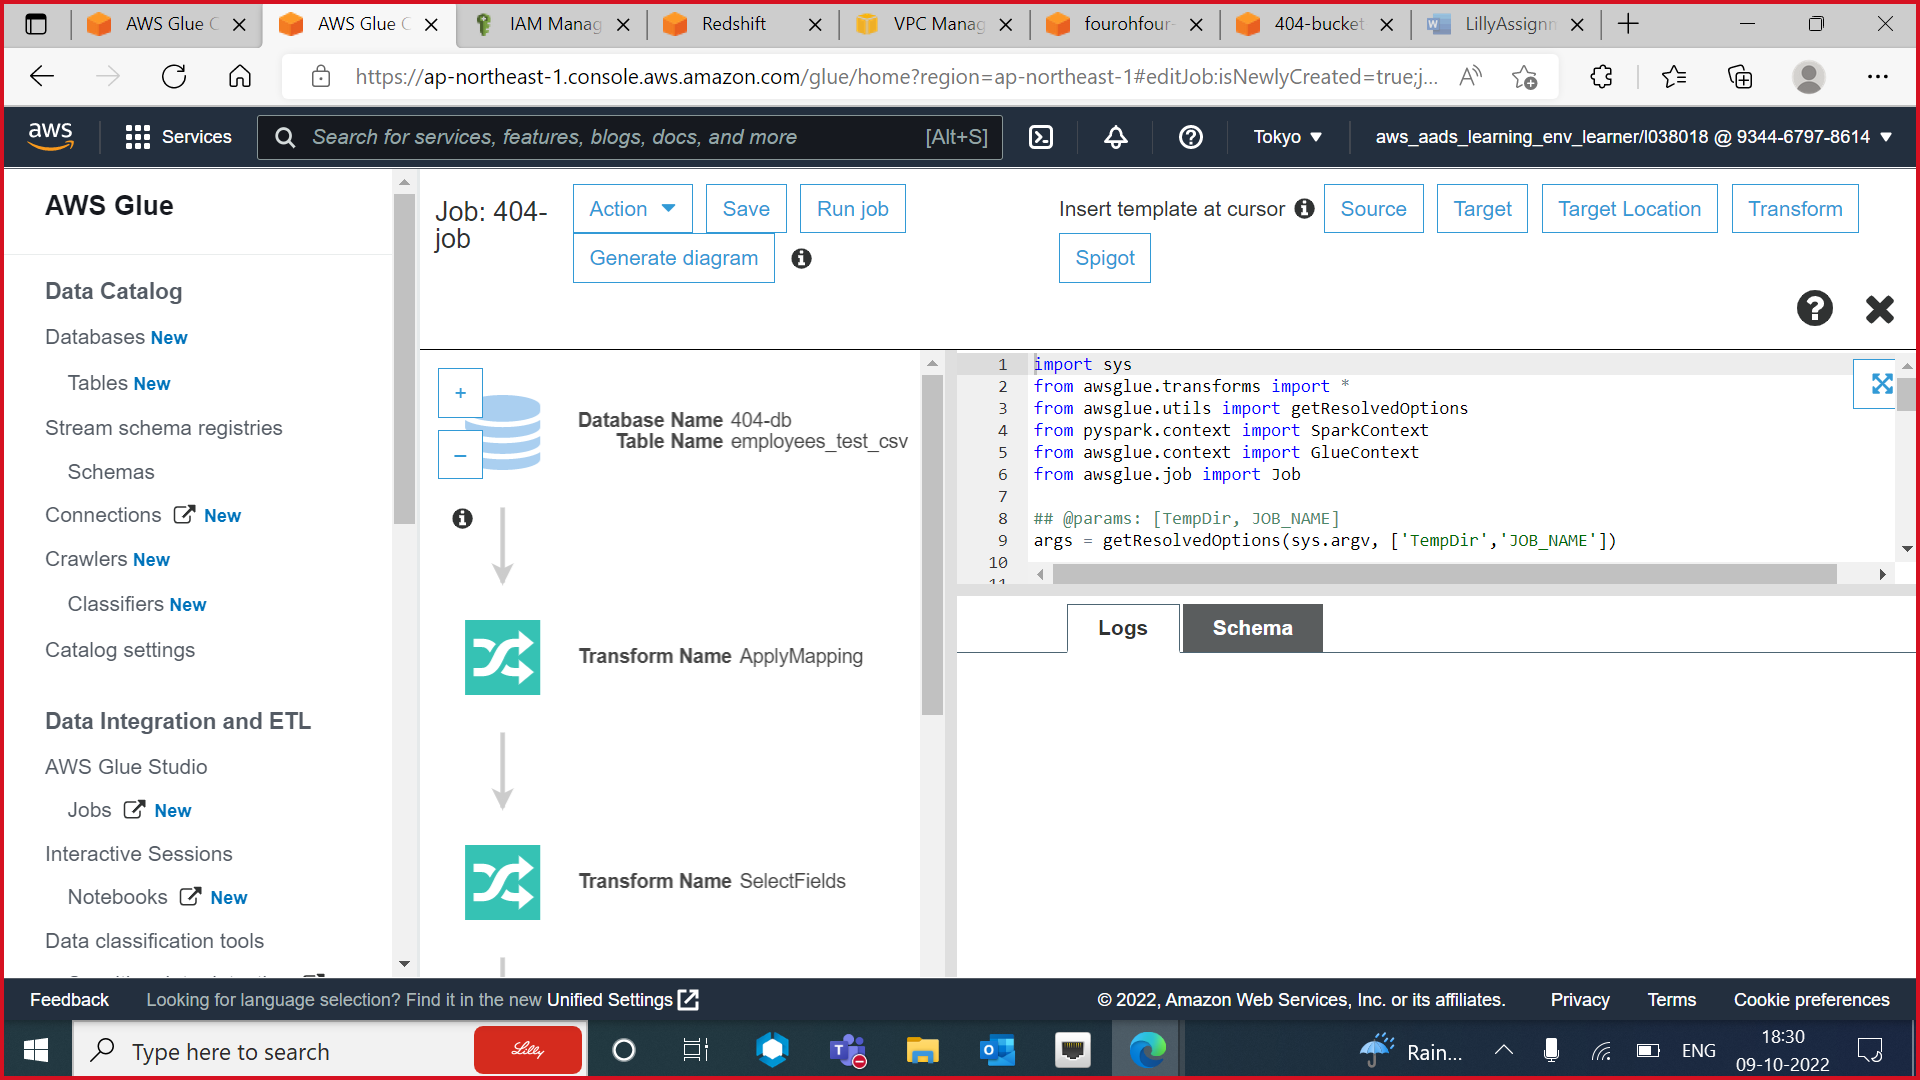 AWS Glue C
AWS Glue C
IAM Manag
Redshift
VPC Manag
fourohfour-
404-bucket
LillyAssignn
https://ap-northeast-1.console.aws.amazon.com/glue/home?region=ap-northeast-1#editJob:isNewlyCreated=true;j...
aws
Services
Search for services, features, blogs, docs, and more
[Alt+S]
Tokyo
aws_aads_learning_env_learner/l038018 @ 9344-6797-8614
AWS Glue
Data Catalog
Databases New
Tables New
Stream schema registries
Schemas
Connections New
Crawlers New
Classifiers New
Catalog settings
Data Integration and ETL
AWS Glue Studio
Jobs New
Interactive Sessions
Notebooks New
Data classification tools
Job: 404-
job
Action
Save
Run job
Generate diagram
Insert template at cursor
Source
Target
Target Location
Transform
Spigot
+
−
Database Name 404-db
Table Name employees_test_csv
Transform Name ApplyMapping
Transform Name SelectFields
1 import sys
2 from awsglue.transforms import *
3 from awsglue.utils import getResolvedOptions
4 from pyspark.context import SparkContext
5 from awsglue.context import GlueContext
6 from awsglue.job import Job
7
8 ## @params: [TempDir, JOB_NAME]
9 args = getResolvedOptions(sys.argv, ['TempDir','JOB_NAME'])
10
11
Logs
Schema
Feedback
Looking for language selection? Find it in the new Unified Settings
© 2022, Amazon Web Services, Inc. or its affiliates.
Privacy
Terms
Cookie preferences
Type here to search
Lilly
Rain...
ENG
18:30
09-10-2022